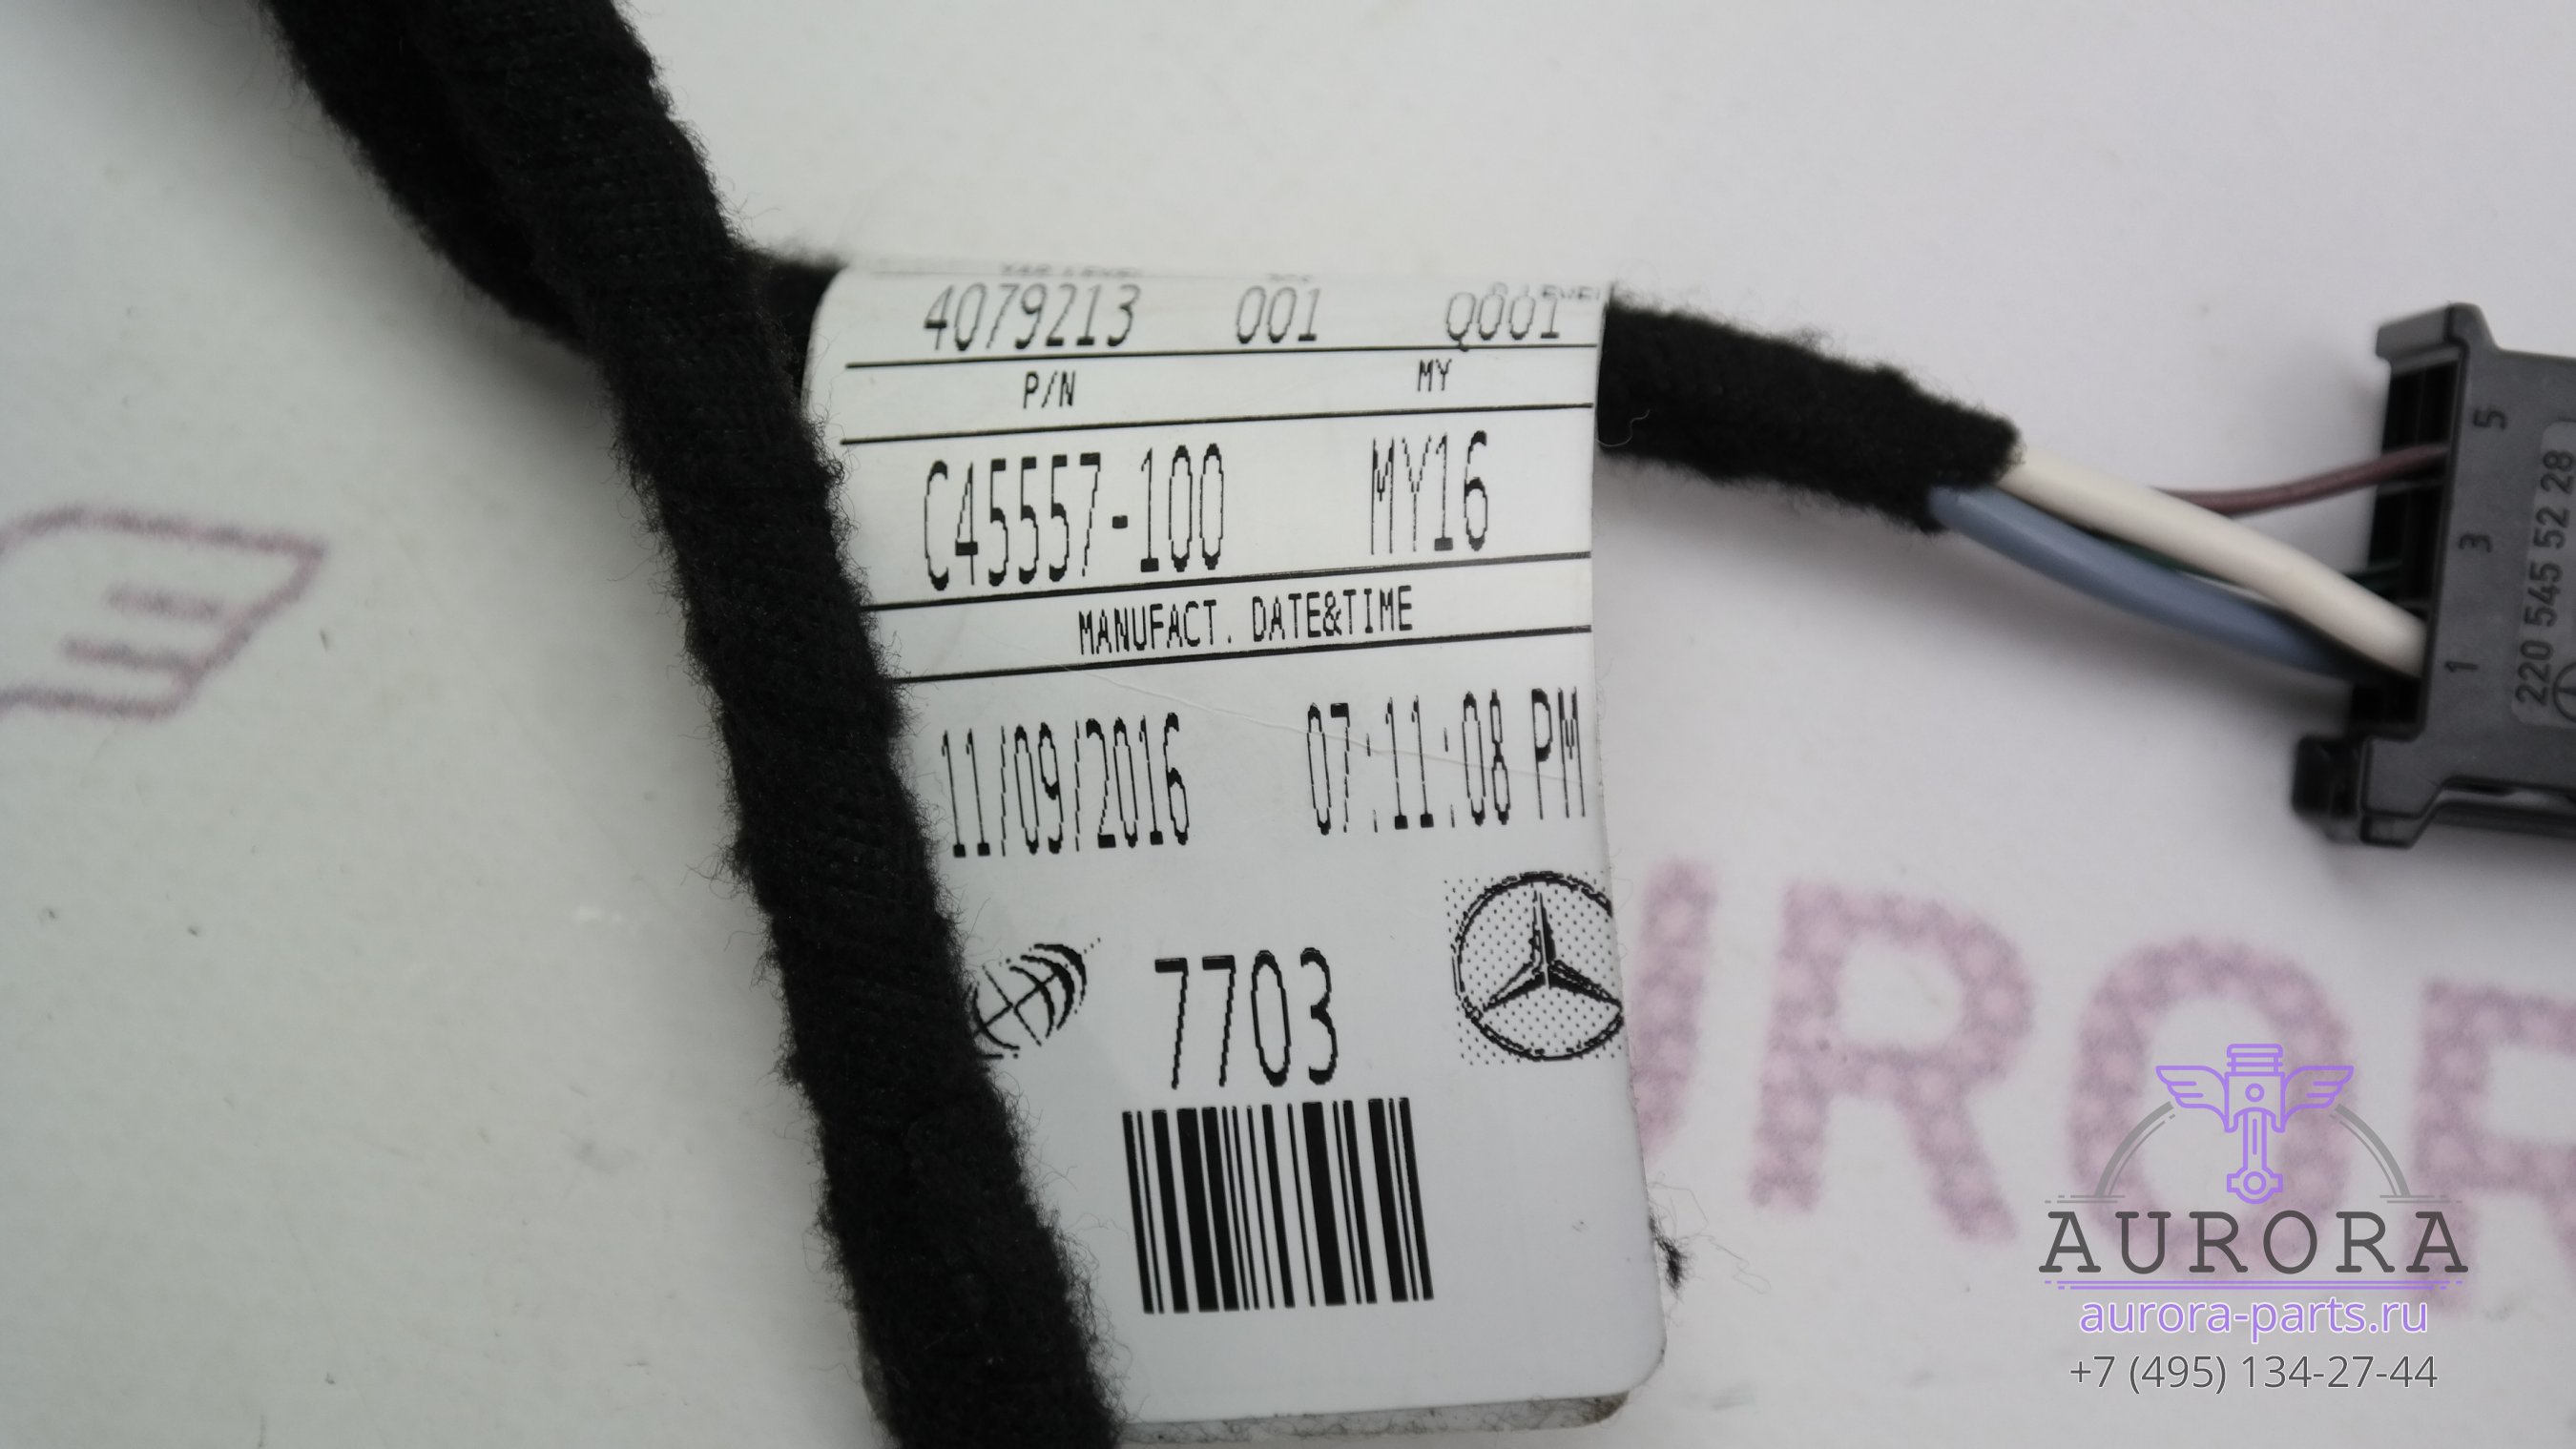 4079213 001 Q001
P/N MY
C45557-100 MY16
MANUFACT. DATE&TIME
11/09/2016 07:11:08 PM
7703
5
3
1
220 545 52 28
AURORA
aurora-parts.ru
+7 (495) 134-27-44